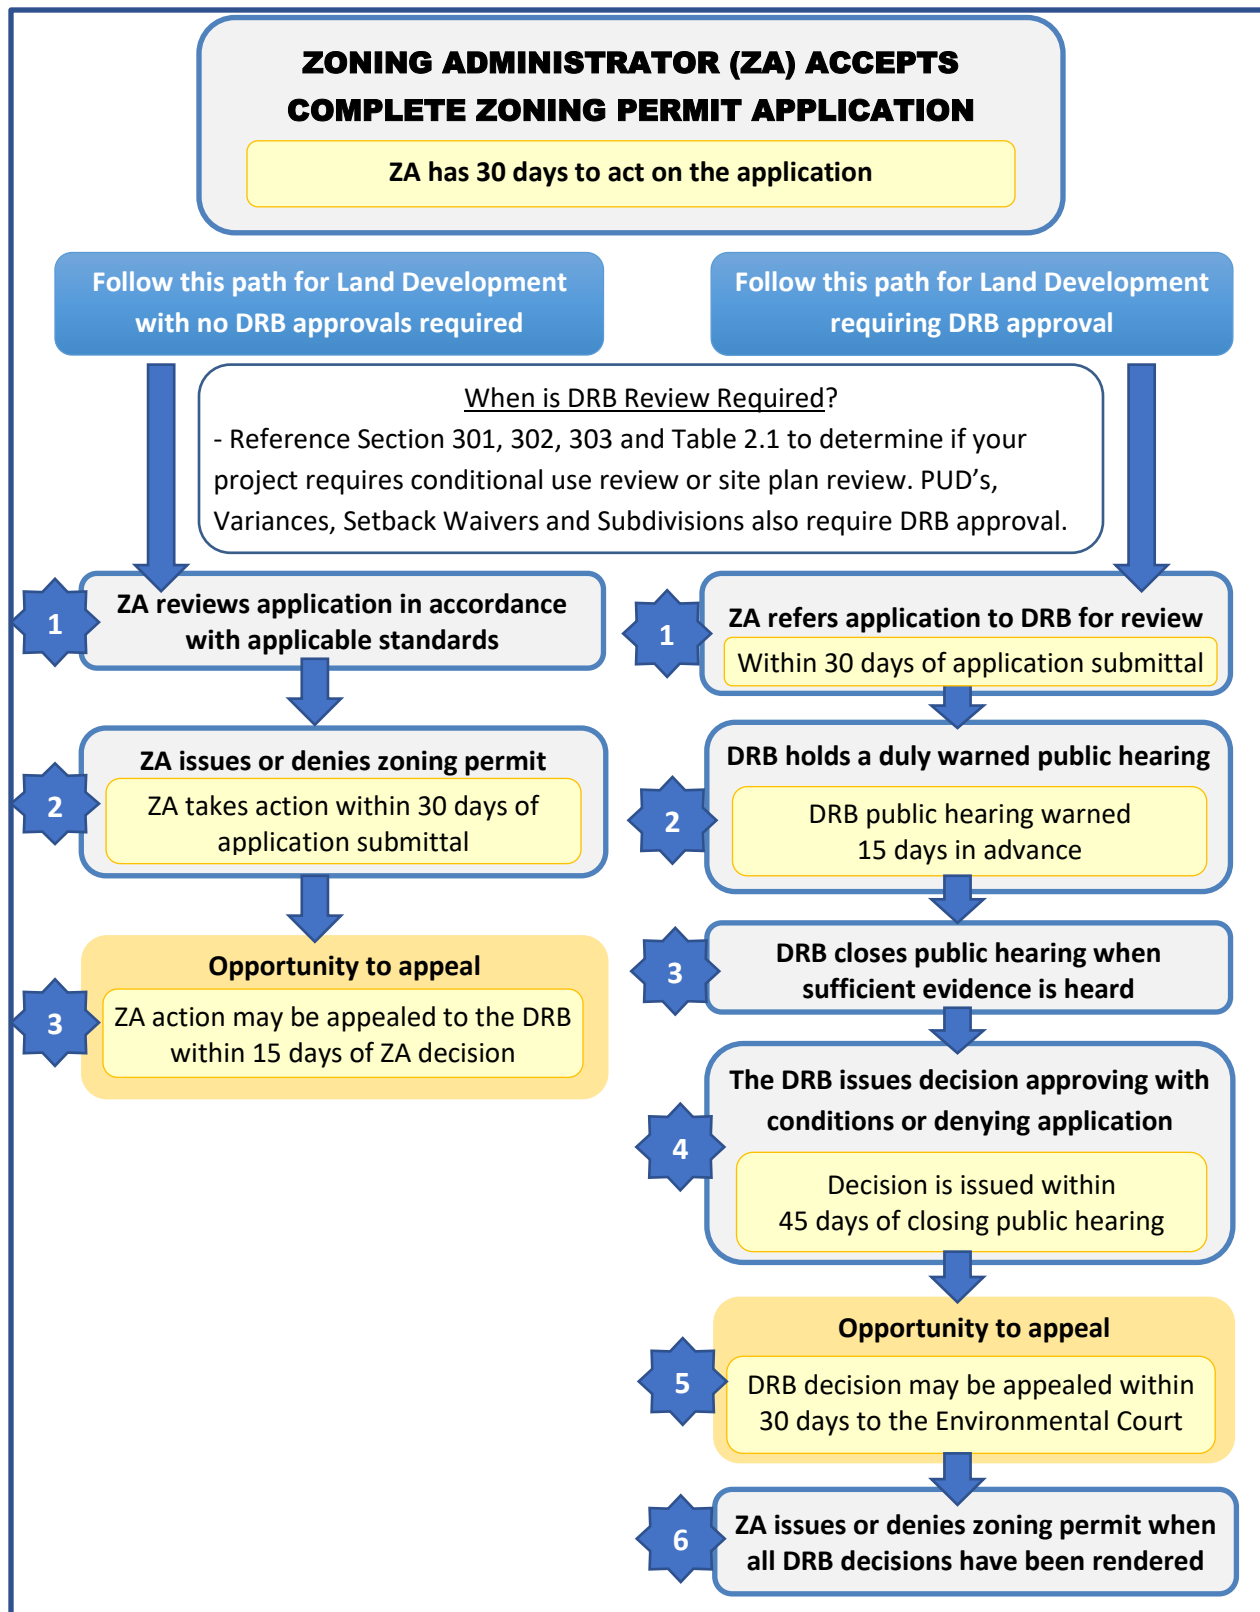 ZONING ADMINISTRATOR (ZA) ACCEPTS
COMPLETE ZONING PERMIT APPLICATION
ZA has 30 days to act on the application
Follow this path for Land Development
with no DRB approvals required
Follow this path for Land Development
requiring DRB approval
When is DRB Review Required?
- Reference Section 301, 302, 303 and Table 2.1 to determine if your
project requires conditional use review or site plan review. PUD’s,
Variances, Setback Waivers and Subdivisions also require DRB approval.
1
ZA reviews application in accordance
with applicable standards
2
ZA issues or denies zoning permit
ZA takes action within 30 days of
application submittal
3
Opportunity to appeal
ZA action may be appealed to the DRB
within 15 days of ZA decision
1
ZA refers application to DRB for review
Within 30 days of application submittal
2
DRB holds a duly warned public hearing
DRB public hearing warned
15 days in advance
3
DRB closes public hearing when
sufficient evidence is heard
4
The DRB issues decision approving with
conditions or denying application
Decision is issued within
45 days of closing public hearing
5
Opportunity to appeal
DRB decision may be appealed within
30 days to the Environmental Court
6
ZA issues or denies zoning permit when
all DRB decisions have been rendered